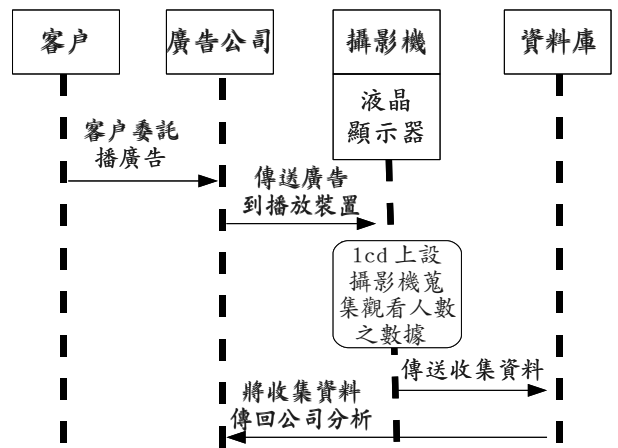 客戶
廣告公司
攝影機
資料庫
液晶
顯示器
客戶委託
播廣告
傳送廣告
到播放裝置
lcd上設
攝影機蒐
集觀看人數
之數據
傳送收集資料
將收集資料
傳回公司分析